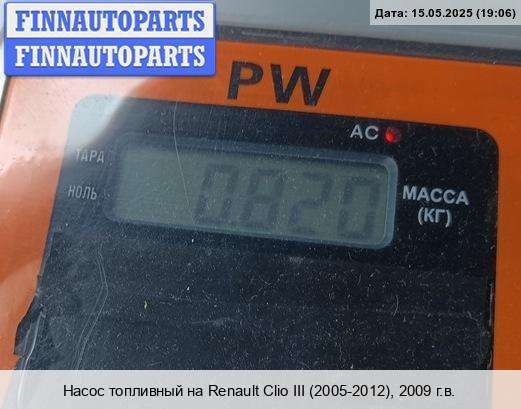 FINNAUTOPARTS
FINNAUTOPARTS
Дата: 15.05.2025 (19:06)
PW
AC
ТАРА
НОЛЬ
0.820
МАССА
(КГ)
Насос топливный на Renault Clio III (2005-2012), 2009 г.в.